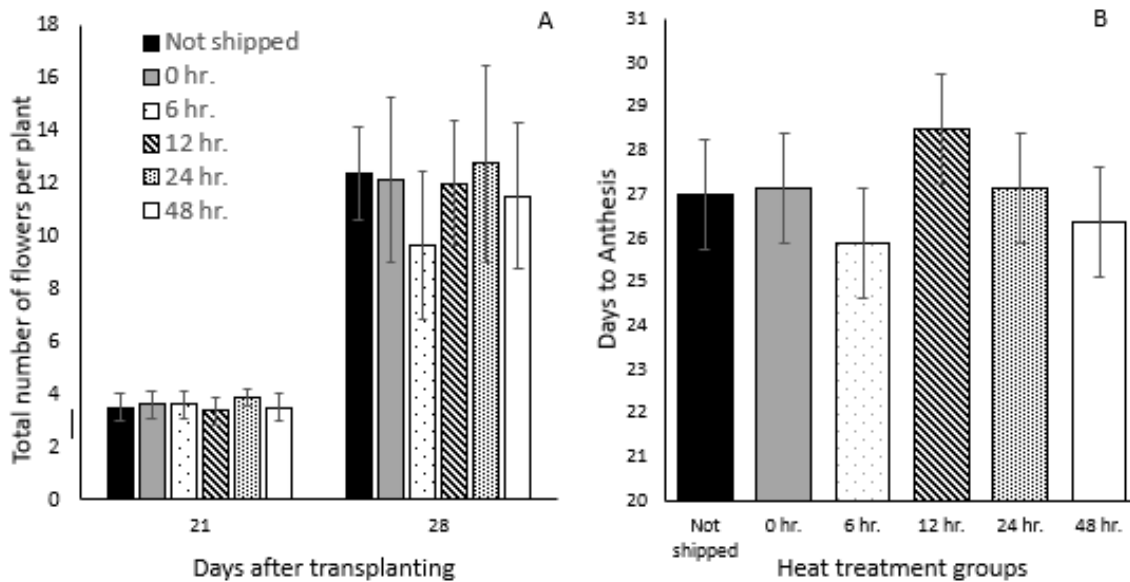 A
Total number of flowers per plant
18
16
14
12
10
8
6
4
2
0
Not shipped
0 hr.
6 hr.
12 hr.
24 hr.
48 hr.
21
28
Days after transplanting
B
Days to Anthesis
31
30
29
28
27
26
25
24
23
22
21
20
Not
shipped
0 hr.
6 hr.
12 hr.
24 hr.
48 hr.
Heat treatment groups